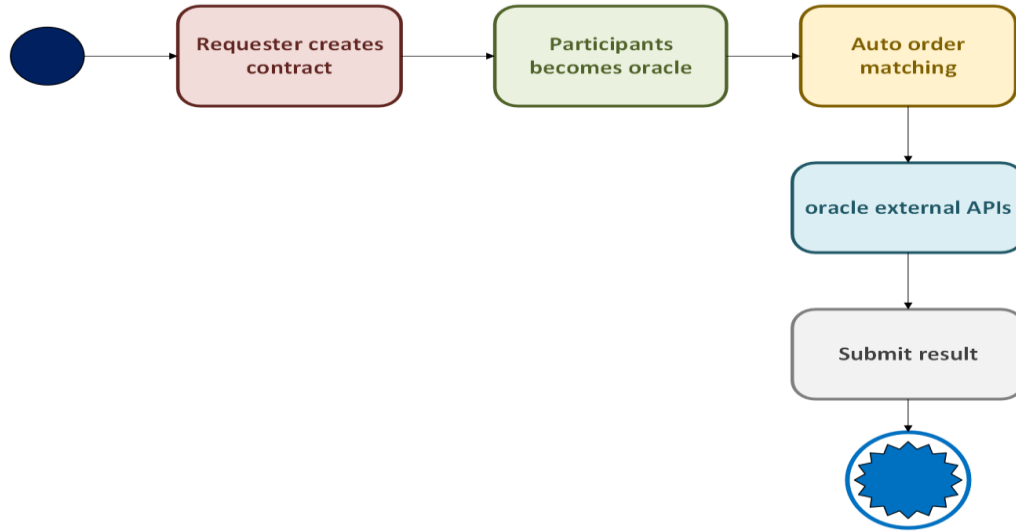 Requester creates
contract
Participants
becomes oracle
Auto order
matching
oracle external APIs
Submit result